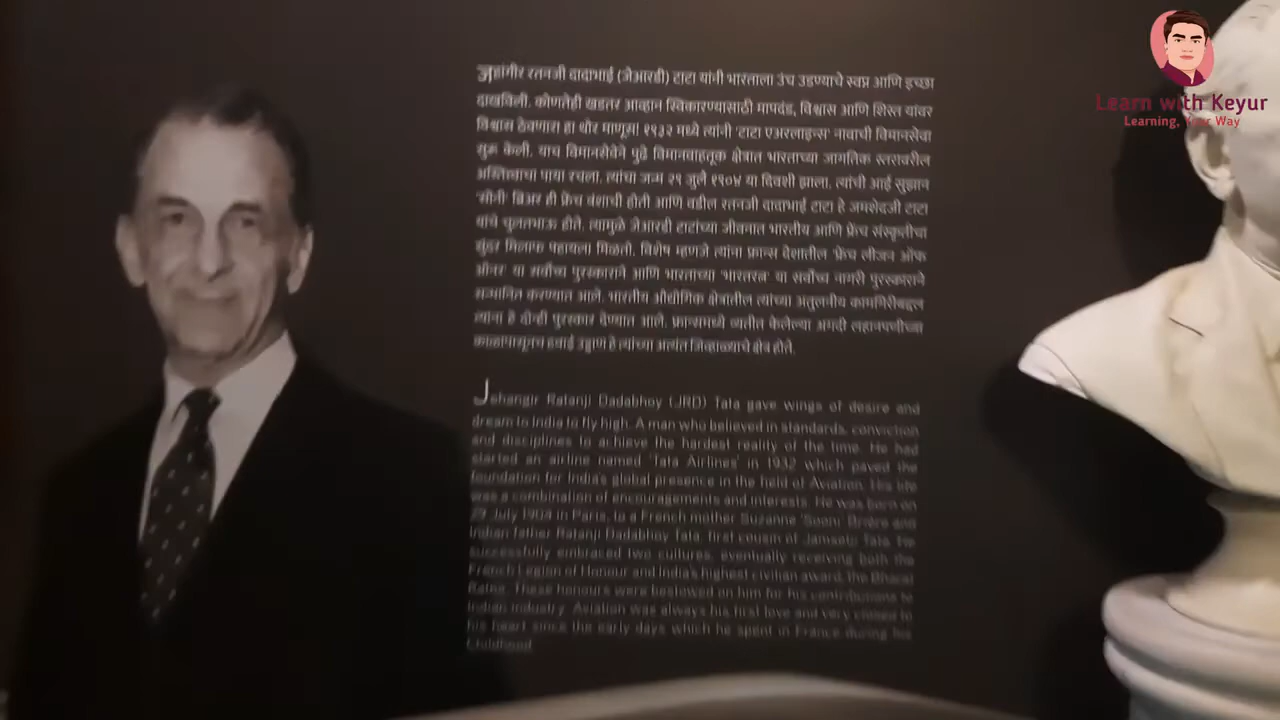 जहांगीर रतनजी दादाभाई (जेआरडी) टाटा यांनी भारताला उंच उडण्याचे स्वप्न आणि इच्छा
दाखविली. कोणतेही खडतर आव्हान स्विकारण्यासाठी मापदंड, विश्वास आणि शिस्त यांवर
विश्वास ठेवणारा हा थोर माणूस! १९३२ मध्ये त्यांनी 'टाटा एअरलाइन्स' नावाची विमानसेवा
सुरू केली. याच विमानसेवेने पुढे विमानवाहतूक क्षेत्रात भारताच्या जागतिक स्तरावरील
अस्तित्वाचा पाया रचला. त्यांचा जन्म २९ जुलै १९०४ या दिवशी झाला. त्यांची आई सुझान
'सोनी' ब्रिअर ही फ्रेंच वंशाची होती आणि वडील रतनजी दादाभाई टाटा हे जमशेदजी टाटा
यांचे चुलतभाऊ होते. त्यामुळे जेआरडी टाटांच्या जीवनात भारतीय आणि फ्रेंच संस्कृतीचा
सुंदर मिलाफ पहायला मिळतो. विशेष म्हणजे त्यांना फ्रान्स देशातील 'फ्रेंच लीजन ऑफ
ऑनर' या सर्वोच्च पुरस्काराने आणि भारताच्या 'भारतरत्न' या सर्वोच्च नागरी पुरस्काराने
सन्मानित करण्यात आले. भारतीय औद्योगिक क्षेत्रातील त्यांच्या अतुलनीय कामगिरीबद्दल
त्यांना हे दोन्ही पुरस्कार देण्यात आले. फ्रान्समध्ये व्यतीत केलेल्या अगदी लहानपणीच्या
काळापासूनच हवाई उड्डाण हे त्यांच्या अत्यंत जिव्हाळ्याचे क्षेत्र होते.
Jehangir Ratanji Dadabhoy (JRD) Tata gave wings of desire and
dream to India to fly high. A man who believed in standards, conviction
and disciplines to achieve the hardest reality of the time. He had
started an airline named 'Tata Airlines' in 1932 which paved the
foundation for India's global presence in the field of Aviation. His life
was a combination of encouragements and interests. He was born on
29 July 1904 in Paris, to a French mother Suzanne 'Sooni' Brière and
Indian father Ratanji Dadabhoy Tata, first cousin of Jamsetji Tata. He
successfully embraced two cultures, eventually receiving both the
French Legion of Honour and India's highest civilian award, the Bharat
Ratna. These honours were bestowed on him for his contributions to
Indian industry. Aviation was always his first love and very closed to
his heart since the early days which he spent in France during his
Childhood
Learn with Keyur
Learning, Your Way